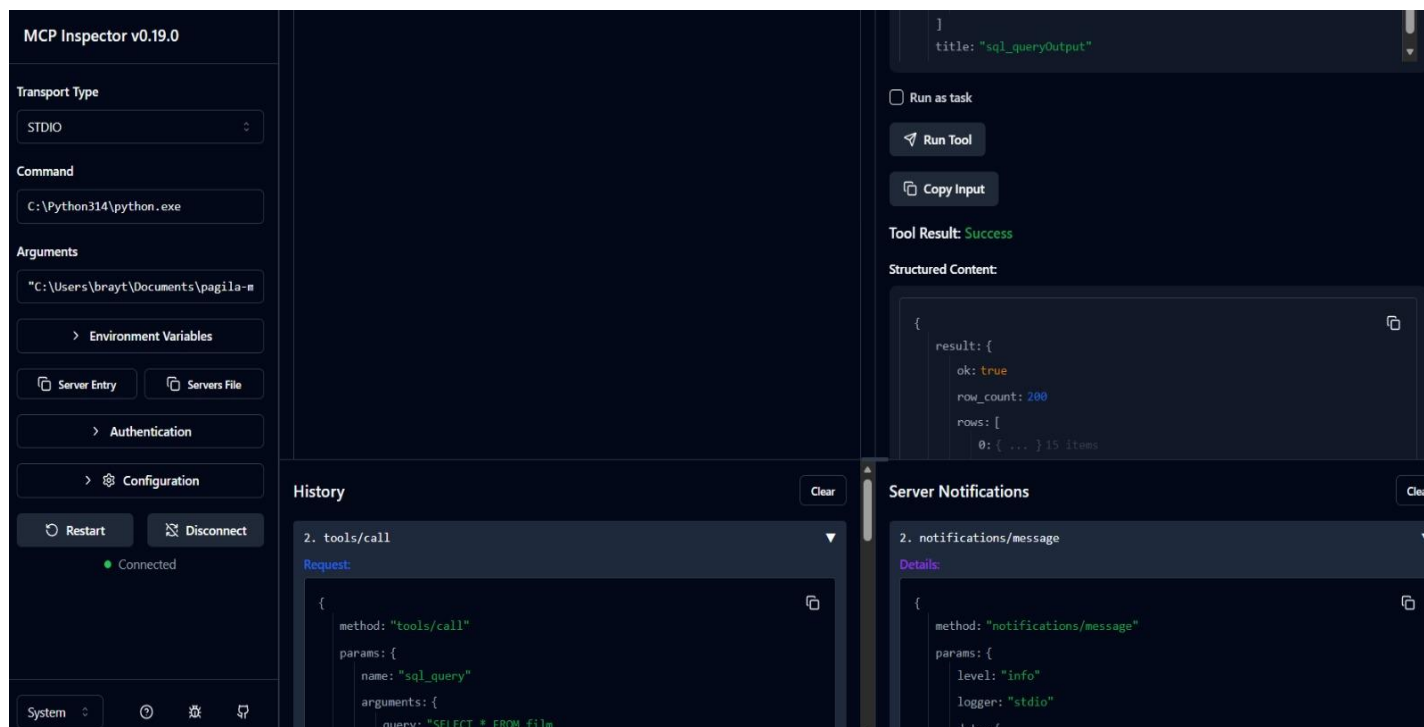 MCP Inspector v0.19.0
Transport Type
STDIO
Command
C:\Python314\python.exe
Arguments
"C:\Users\brayt\Documents\pagila-m
Environment Variables
Server Entry
Servers File
Authentication
Configuration
Restart
Disconnect
Connected
System
]
title: "sql_queryOutput"
Run as task
Run Tool
Copy Input
Tool Result: Success
Structured Content:
{
result: {
ok: true
row_count: 200
rows: [
0: { ... } 15 items
History
Clear
2. tools/call
Request:
{
method: "tools/call"
params: {
name: "sql_query"
arguments: {
query: "SELECT * FROM film
Server Notifications
Clea
2. notifications/message
Details:
{
method: "notifications/message"
params: {
level: "info"
logger: "stdio"